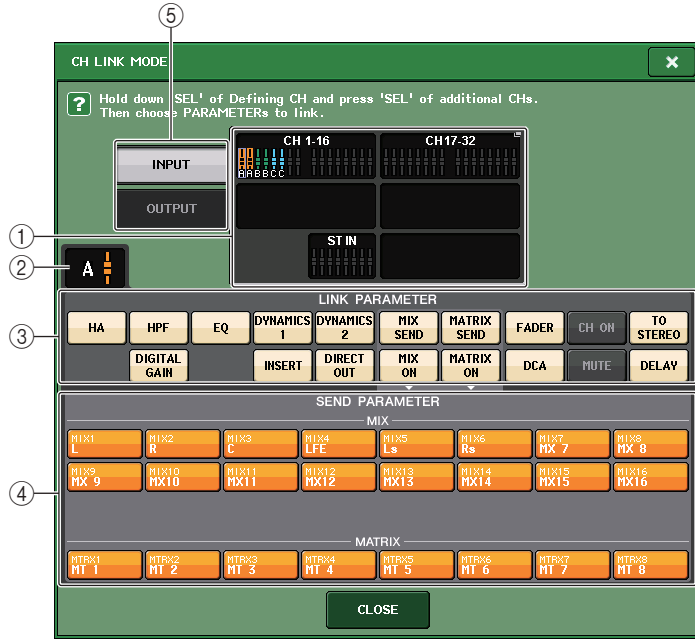 5
CH LINK MODE
? Hold down 'SEL' of Defining CH and press 'SEL' of additional CHs.
Then choose PARAMETERs to link.
INPUT
OUTPUT
1
CH 1-16
CH17-32
A A B B C C
ST IN
2
A
LINK PARAMETER
3
HA
HPF
EQ
DYNAMICS 1
DYNAMICS 2
MIX SEND
MATRIX SEND
FADER
CH ON
TO STEREO
DIGITAL GAIN
INSERT
DIRECT OUT
MIX ON
MATRIX ON
DCA
MUTE
DELAY
SEND PARAMETER
MIX
4
MIX1 L
MIX2 R
MIX3 C
MIX4 LFE
MIX5 Ls
MIX6 Rs
MIX7 MX 7
MIX8 MX 8
MIX9 MX 9
MIX10 MX10
MIX11 MX11
MIX12 MX12
MIX13 MX13
MIX14 MX14
MIX15 MX15
MIX16 MX16
MATRIX
MTRX1 MT 1
MTRX2 MT 2
MTRX3 MT 3
MTRX4 MT 4
MTRX5 MT 5
MTRX6 MT 6
MTRX7 MT 7
MTRX8 MT 8
CLOSE